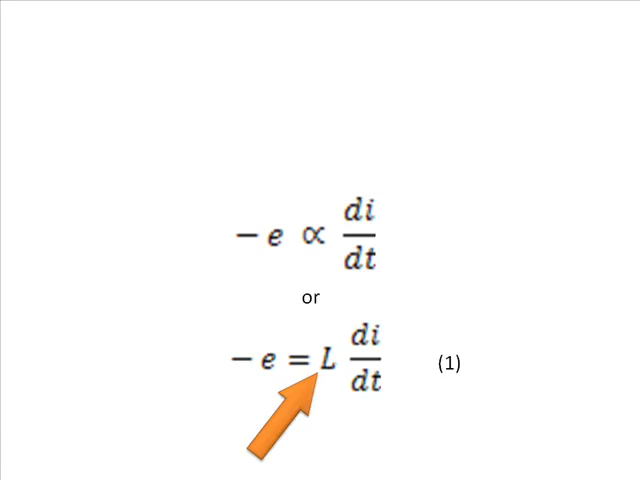 − e ∝ di/dt
or
− e = L di/dt (1)